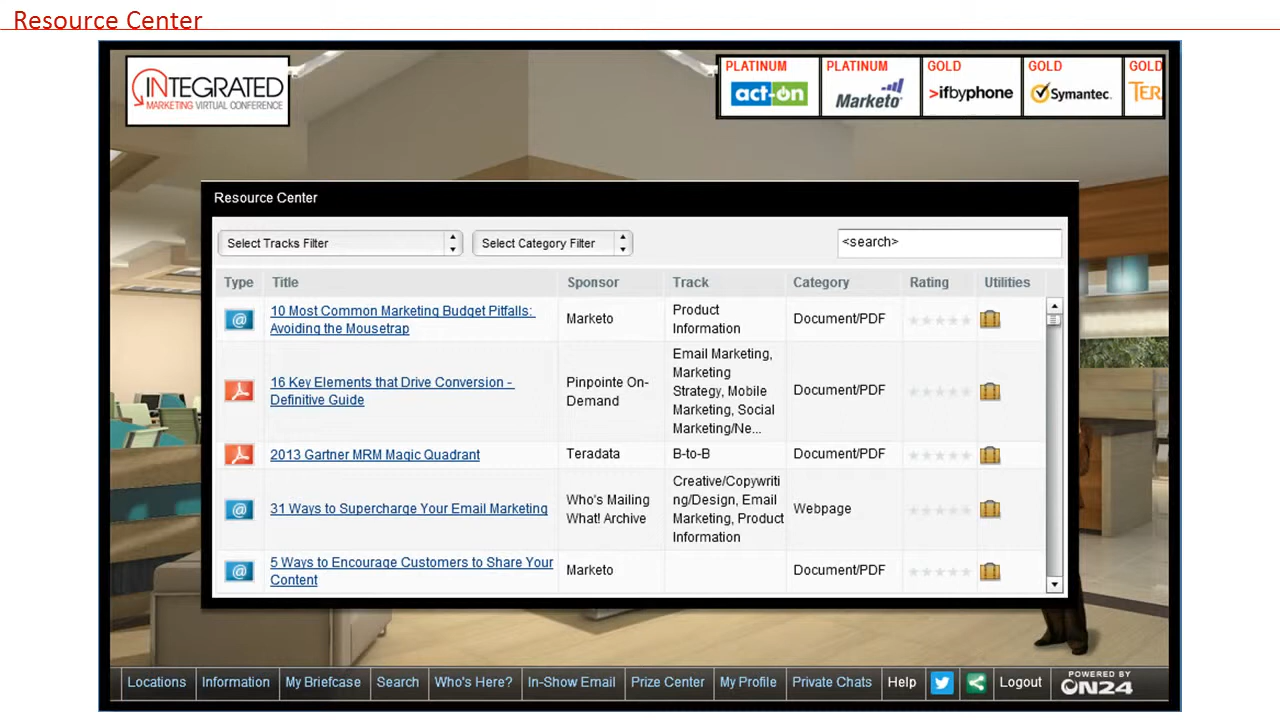 Resource Center
INTEGRATED
MARKETING VIRTUAL CONFERENCE
PLATINUM
act-on
PLATINUM
Marketo
GOLD
>ifbyphone
GOLD
Symantec.
GOLD
TER
Resource Center
Select Tracks Filter
Select Category Filter
<search>
Type Title Sponsor Track Category Rating Utilities
10 Most Common Marketing Budget Pitfalls:
Avoiding the Mousetrap
Marketo
Product
Information
Document/PDF
16 Key Elements that Drive Conversion -
Definitive Guide
Pinpointe On-
Demand
Email Marketing,
Marketing
Strategy, Mobile
Marketing, Social
Marketing/Ne...
Document/PDF
2013 Gartner MRM Magic Quadrant
Teradata
B-to-B
Document/PDF
31 Ways to Supercharge Your Email Marketing
Who's Mailing
What! Archive
Creative/Copywriti
ng/Design, Email
Marketing, Product
Information
Webpage
5 Ways to Encourage Customers to Share Your
Content
Marketo
Document/PDF
Locations Information My Briefcase Search Who's Here? In-Show Email Prize Center My Profile Private Chats Help Logout
POWERED BY
ON24